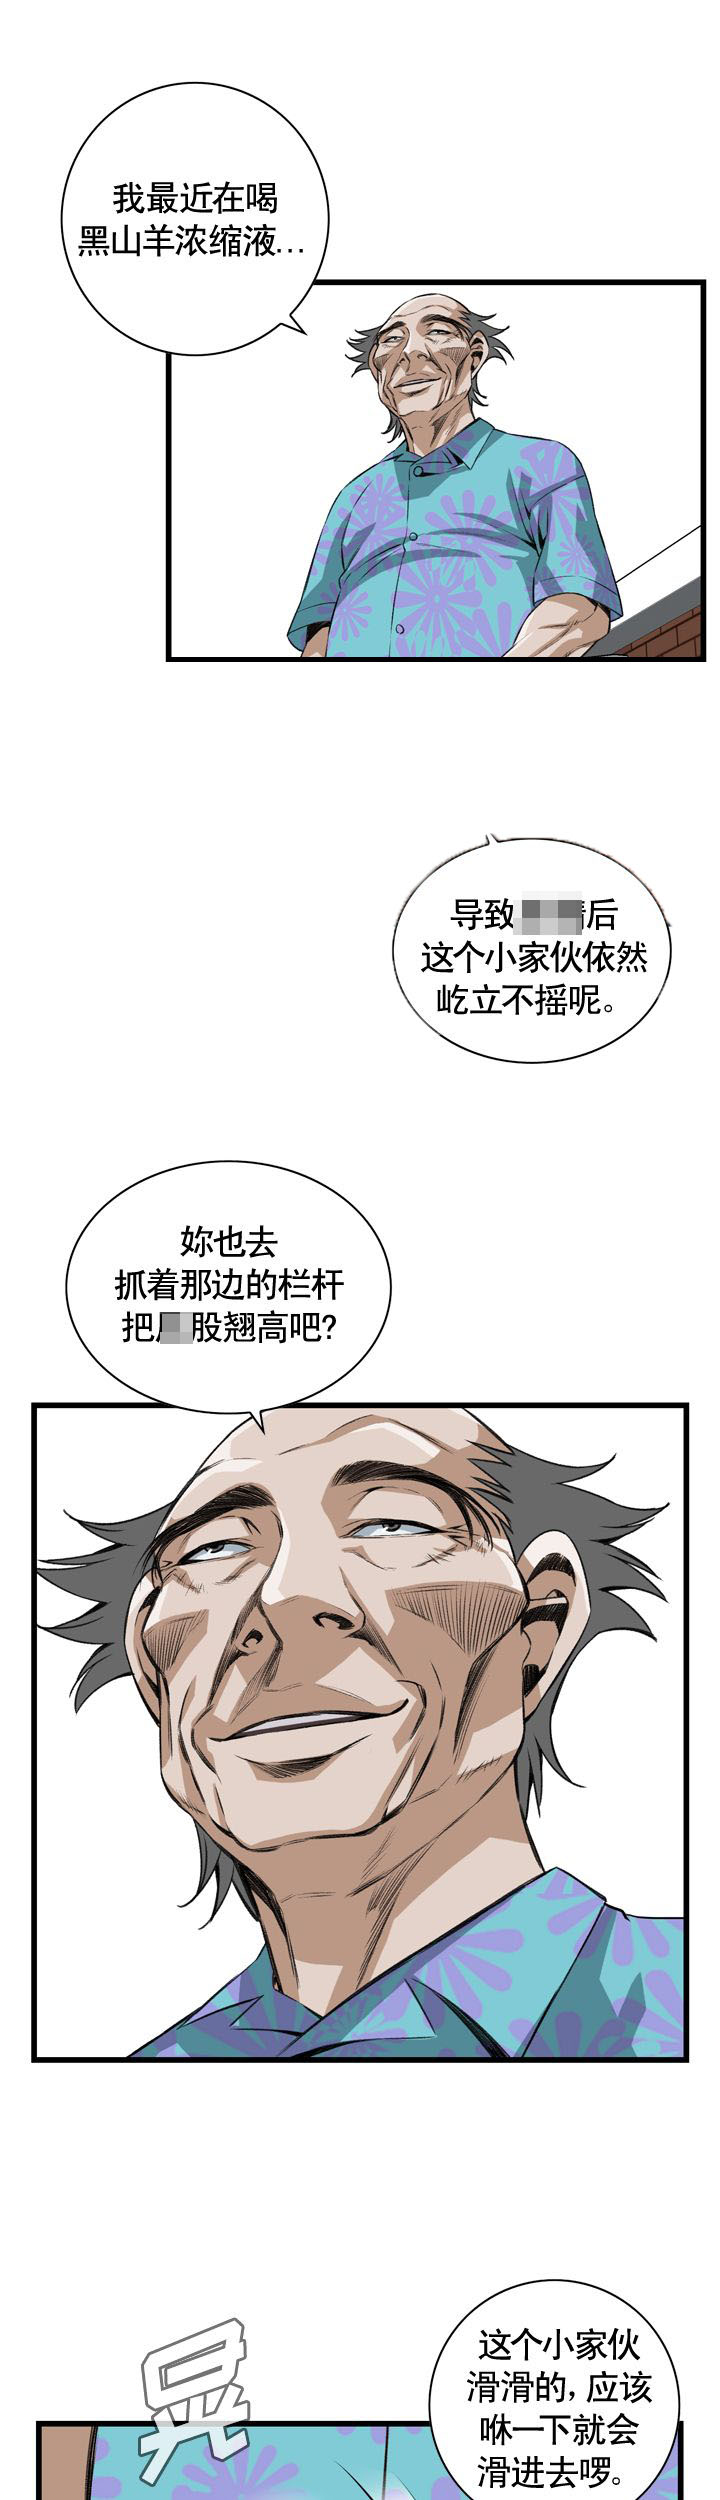 我最近在喝
黑山羊浓缩液...
导致 后
这个小家伙依然
屹立不摇呢。
妳也去
抓着那边的栏杆
把 股翘高吧?
这个小家伙
滑滑的,应该
咻一下就会
滑进去啰。
晃